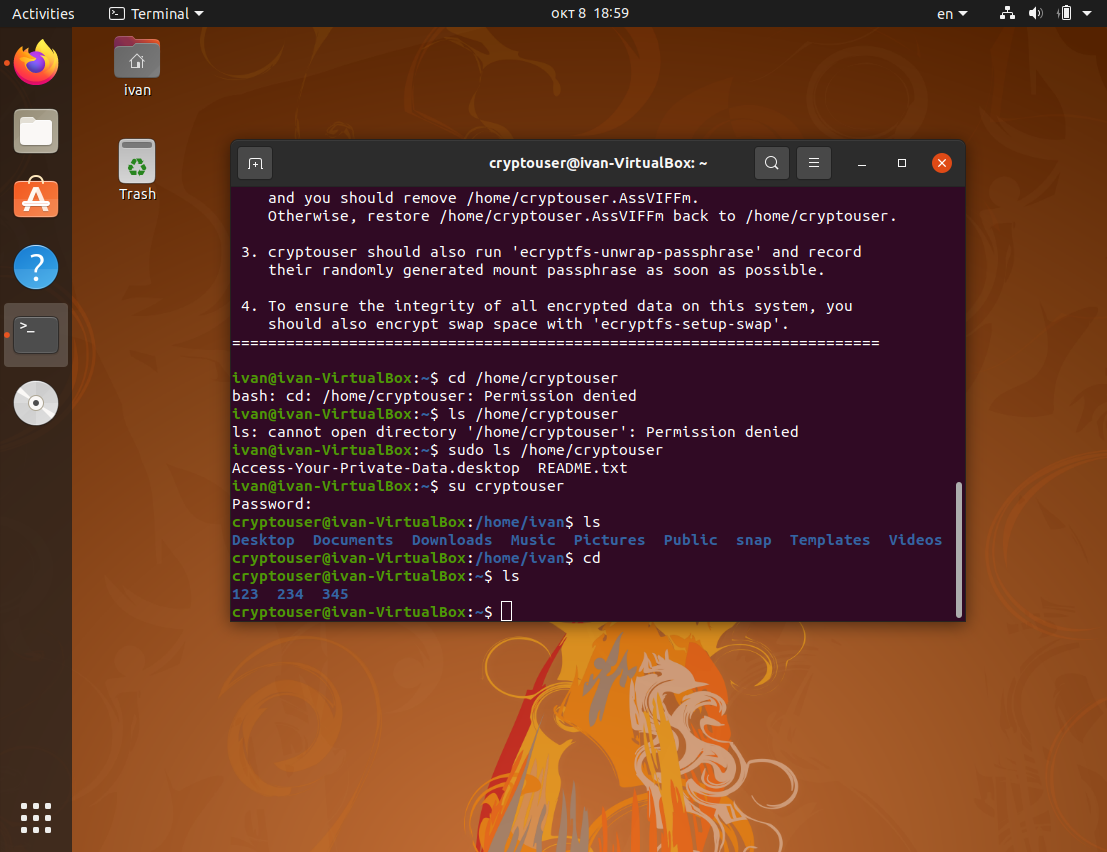 Activities Terminal окт 8 18:59 en
ivan
Trash
cryptouser@ivan-VirtualBox: ~
and you should remove /home/cryptouser.AssVIFFm.
Otherwise, restore /home/cryptouser.AssVIFFm back to /home/cryptouser.
3. cryptouser should also run 'ecryptfs-unwrap-passphrase' and record
their randomly generated mount passphrase as soon as possible.
4. To ensure the integrity of all encrypted data on this system, you
should also encrypt swap space with 'ecryptfs-setup-swap'.
========================================================================
ivan@ivan-VirtualBox:~$ cd /home/cryptouser
bash: cd: /home/cryptouser: Permission denied
ivan@ivan-VirtualBox:~$ ls /home/cryptouser
ls: cannot open directory '/home/cryptouser': Permission denied
ivan@ivan-VirtualBox:~$ sudo ls /home/cryptouser
Access-Your-Private-Data.desktop README.txt
ivan@ivan-VirtualBox:~$ su cryptouser
Password:
cryptouser@ivan-VirtualBox:/home/ivan$ ls
Desktop Documents Downloads Music Pictures Public snap Templates Videos
cryptouser@ivan-VirtualBox:/home/ivan$ cd
cryptouser@ivan-VirtualBox:~$ ls
123 234 345
cryptouser@ivan-VirtualBox:~$